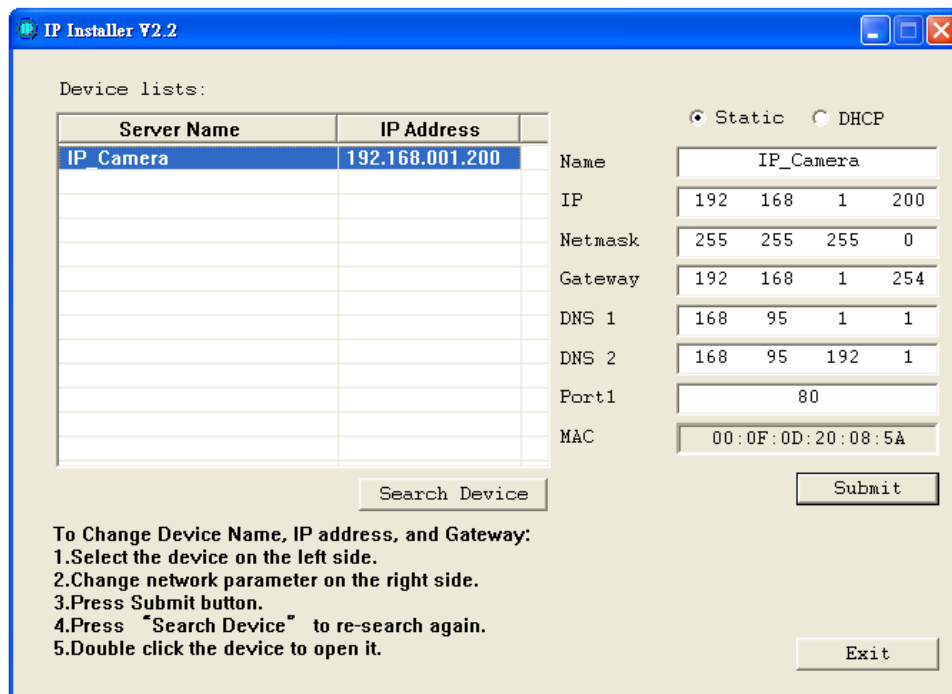 IP Installer V2.2
Device lists:
Server Name IP Address
IP_Camera 192.168.001.200
Static DHCP
Name IP_Camera
IP 192 168 1 200
Netmask 255 255 255 0
Gateway 192 168 1 254
DNS 1 168 95 1 1
DNS 2 168 95 192 1
Port1 80
MAC 00:0F:0D:20:08:5A
Search Device
Submit
To Change Device Name, IP address, and Gateway:
1.Select the device on the left side.
2.Change network parameter on the right side.
3.Press Submit button.
4.Press “Search Device” to re-search again.
5.Double click the device to open it.
Exit